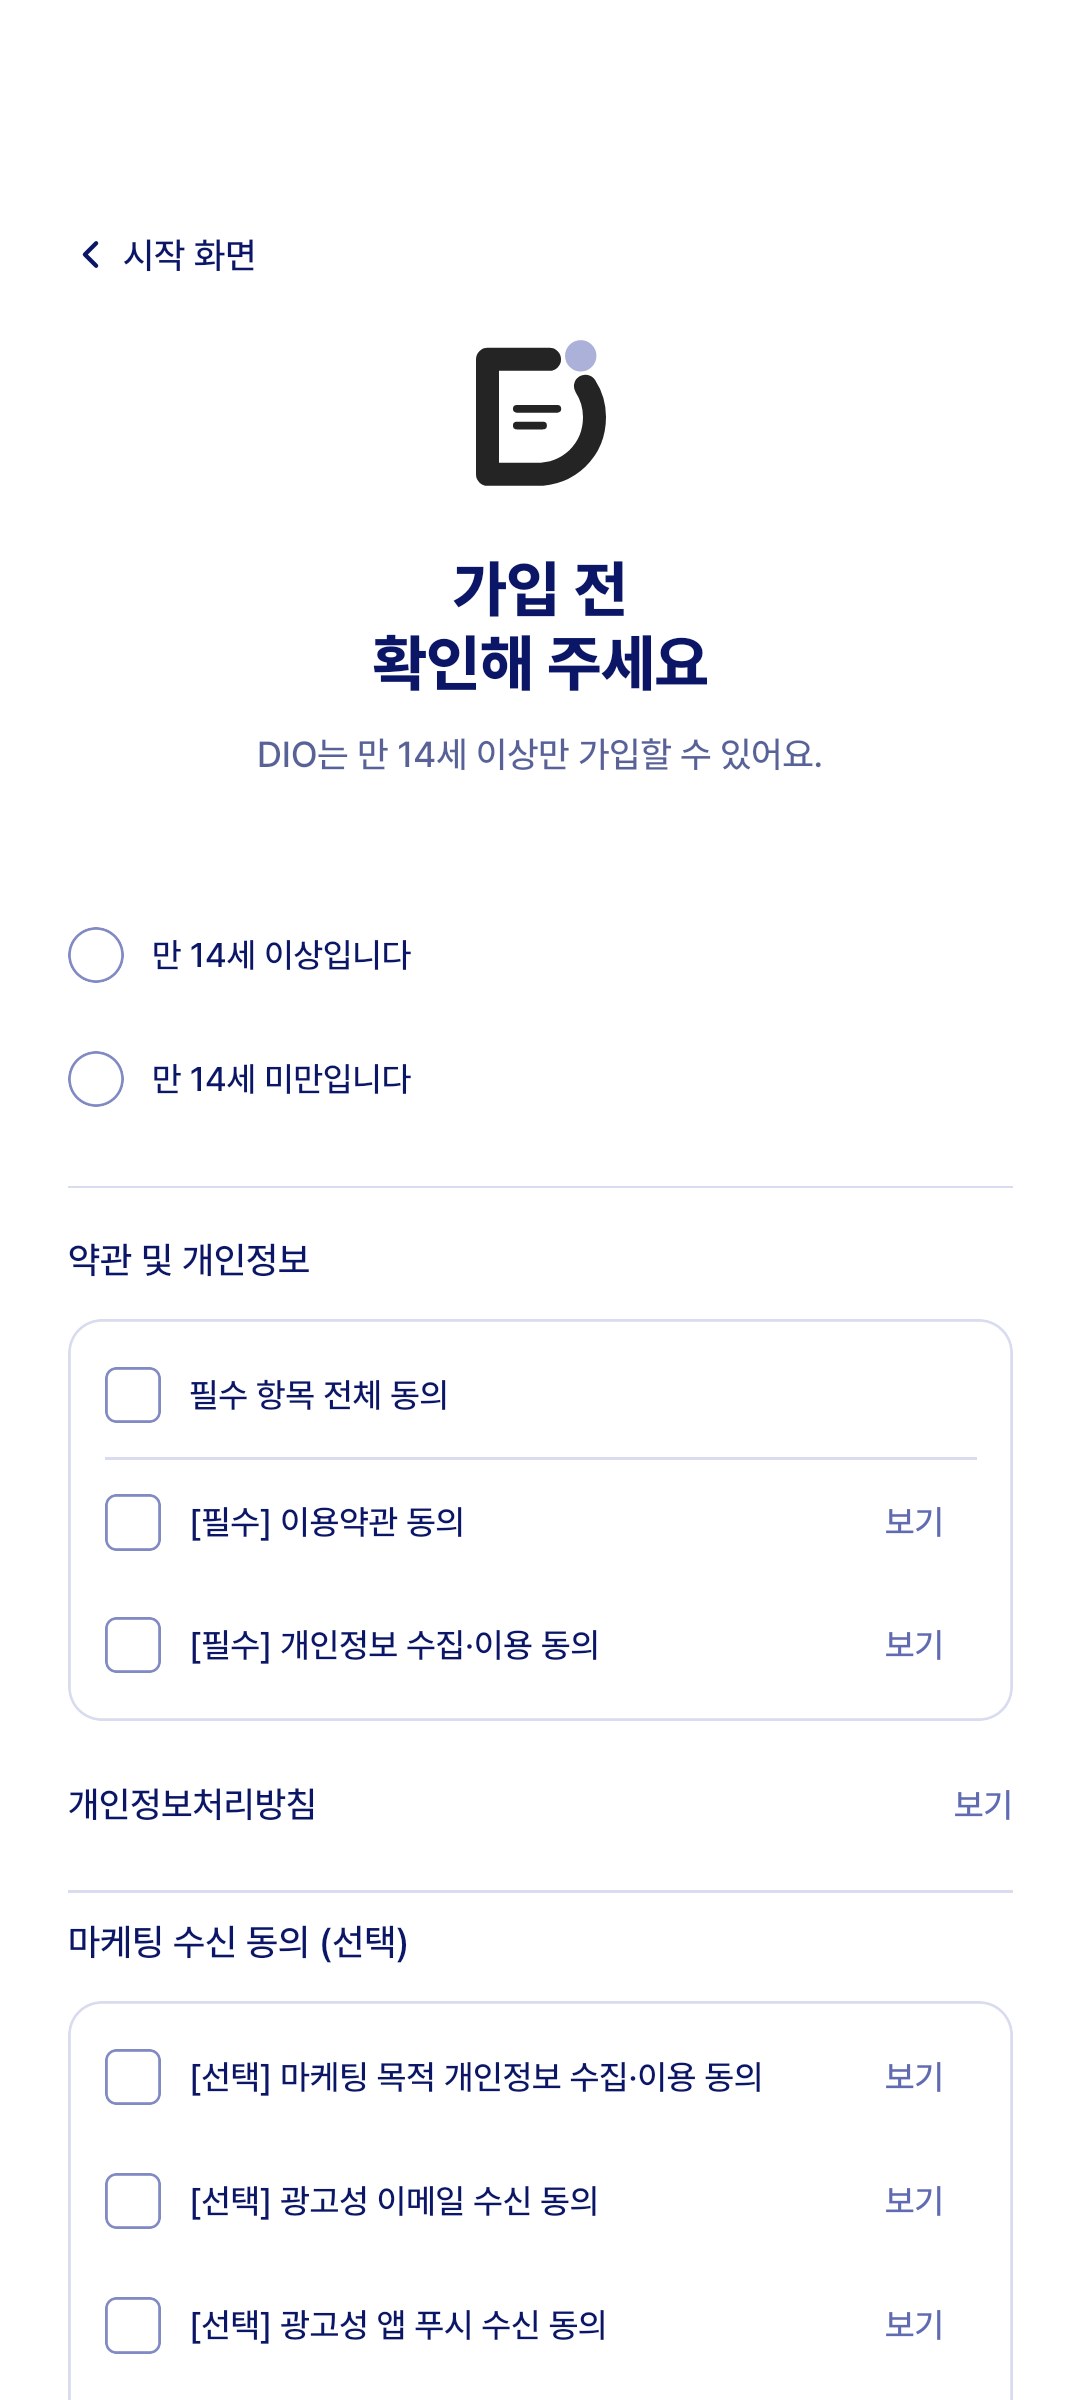 시작 화면
가입 전
확인해 주세요
DIO는 만 14세 이상만 가입할 수 있어요.
만 14세 이상입니다
만 14세 미만입니다
약관 및 개인정보
필수 항목 전체 동의
[필수] 이용약관 동의 보기
[필수] 개인정보 수집·이용 동의 보기
개인정보처리방침 보기
마케팅 수신 동의 (선택)
[선택] 마케팅 목적 개인정보 수집·이용 동의 보기
[선택] 광고성 이메일 수신 동의 보기
[선택] 광고성 앱 푸시 수신 동의 보기